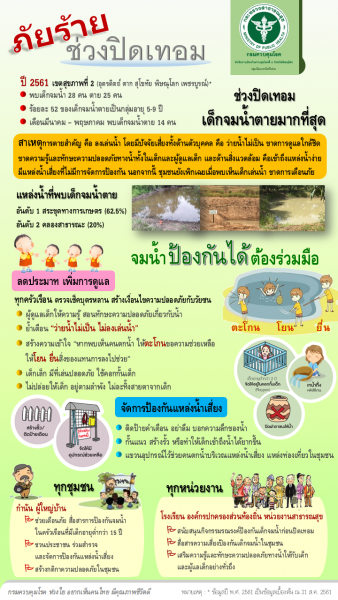 ภัยร้าย
ช่วงปิดเทอม
กรมควบคุมโรค
ปี 2561 เขตสุขภาพที่ 2 (อุตรดิตถ์ ตาก สุโขทัย พิษณุโลก เพชรบูรณ์)*
พบเด็กจมน้ำ 28 คน ตาย 25 คน
ร้อยละ 52 ของเด็กจมน้ำตายเป็นกลุ่มอายุ 5-9 ปี
เดือนมีนาคม - พฤษภาคม พบเด็กจมน้ำตาย 14 คน
ช่วงปิดเทอม
เด็กจมน้ำตายมากที่สุด
สาเหตุการตายสำคัญ คือ ลงเล่นน้ำ โดยมีปัจจัยเสี่ยงทั้งด้านตัวบุคคล คือ ว่ายน้ำไม่เป็น ขาดการดูแลใกล้ชิด
ขาดความรู้และทักษะความปลอดภัยทางน้ำทั้งในเด็กและผู้ดูแลเด็ก และด้านสิ่งแวดล้อม คือเข้าถึงแหล่งน้ำง่าย
มีแหล่งน้ำเสี่ยงที่ไม่มีการจัดการป้องกัน นอกจากนี้ ชุมชนยังเพิกเฉยเมื่อพบเห็นเด็กเล่นน้ำ ขาดการเตือนภัย
แหล่งน้ำที่พบเด็กจมน้ำตาย
อันดับ 1 สระขุดทางการเกษตร (62.5%)
อันดับ 2 คลองสาธารณะ (20%)
จมน้ำ ป้องกันได้ ต้องร่วมมือ
ลดประมาท เพิ่มการดูแล
ทุกครัวเรือน ตรวจเช็คบุตรหลาน สร้างเงื่อนไขความปลอดภัยกับวัยซน
ผู้ดูแลเด็กให้ความรู้ สอนทักษะความปลอดภัยเกี่ยวกับน้ำ
ย้ำเตือน "ว่ายน้ำไม่เป็น ไม่ลงเล่นน้ำ"
สร้างความเข้าใจ "หากพบเห็นคนตกน้ำ ให้ตะโกนขอความช่วยเหลือ
ให้โยน ยื่นสิ่งของแทนการลงไปช่วย"
เด็กเล็ก มีที่เล่นปลอดภัย ใช้คอกกั้นเด็ก
ไม่ปล่อยให้เด็ก อยู่ตามลำพัง ไม่ละทิ้งสายตาจากเด็ก
ตะโกน โยน ยื่น
จัดการป้องกันแหล่งน้ำเสี่ยง
ติดป้ายคำเตือน อย่าลืม บอกความลึกของน้ำ
กันแนว สร้างรั้ว หรือทำให้เด็กเข้าถึงน้ำได้ยากขึ้น
แขวนอุปกรณ์ไว้ช่วยคนตกน้ำบริเวณแหล่งน้ำเสี่ยง แหล่งท่องเที่ยวในชุมชน
ทุกชุมชน
กำนัน ผู้ใหญ่บ้าน
ช่วยเตือนภัย สื่อสารการป้องกันจมน้ำ
ในครัวเรือนที่มีเด็กอายุต่ำกว่า 15 ปี
ชวนประชาชน ร่วมสำรวจ
และจัดการป้องกันแหล่งน้ำเสี่ยง
สร้างกติกาความปลอดภัยในชุมชน
ทุกหน่วยงาน
โรงเรียน องค์กรปกครองส่วนท้องถิ่น หน่วยงานสาธารณสุข
สนับสนุนกิจกรรมรณรงค์ป้องกันเด็กจมน้ำก่อนปิดเทอม
สื่อสารความเสี่ยงป้องกันเด็กจมน้ำในชุมชน
เสริมความรู้และทักษะความปลอดภัยทางน้ำให้กับเด็ก
และผู้ดูแลเด็กอย่างทั่วถึง
กรมควบคุมโรค ห่วงใย อยากเห็นคนไทย มีคุณภาพชีวิตดี
หมายเหตุ : * ข้อมูลปี พ.ศ. 2561 เป็นข้อมูลเบื้องต้น ณ 31 ส.ค. 2561